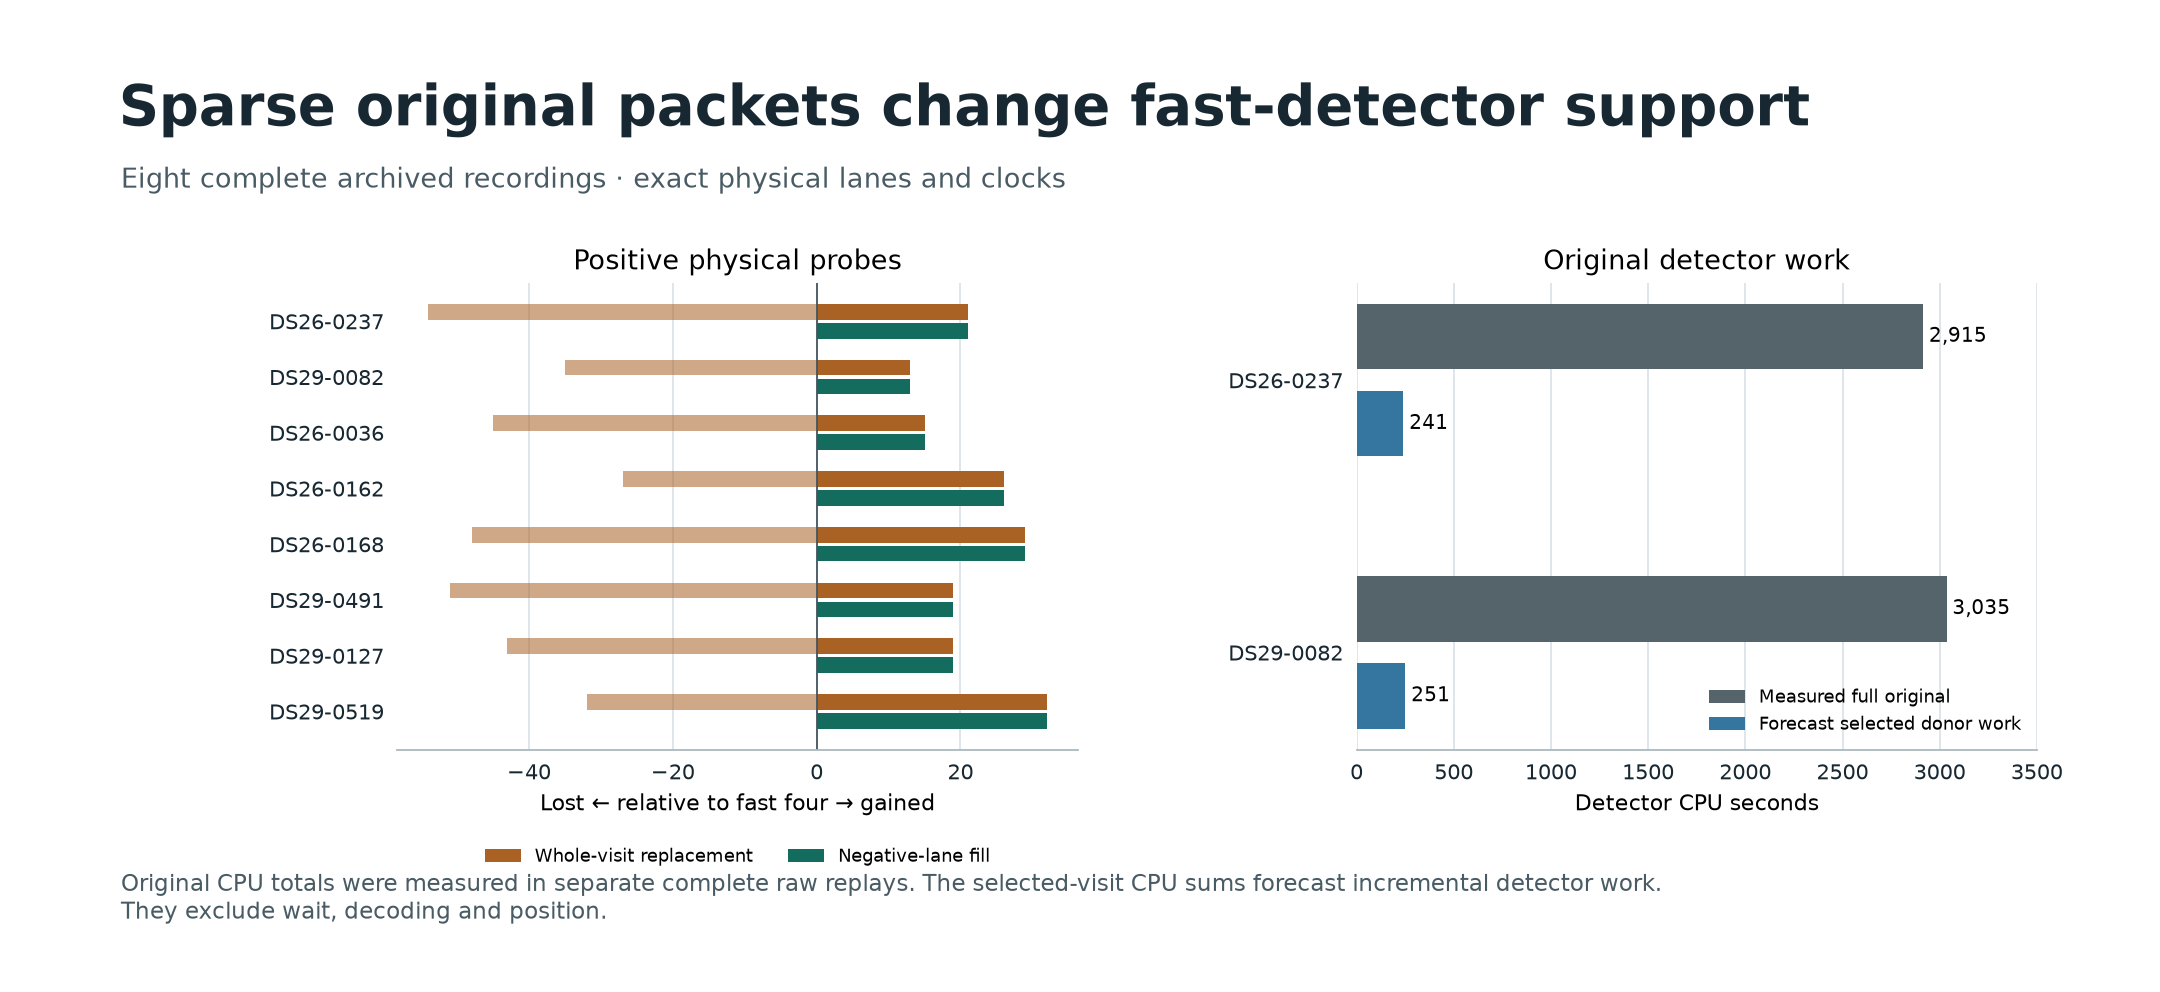 Sparse original packets change fast-detector support
Eight complete archived recordings · exact physical lanes and clocks
Positive physical probes
DS26-0237
DS29-0082
DS26-0036
DS26-0162
DS26-0168
DS29-0491
DS29-0127
DS29-0519
−40 −20 0 20
Lost ← relative to fast four → gained
Whole-visit replacement Negative-lane fill
Original detector work
DS26-0237
2,915
241
DS29-0082
3,035
251
Measured full original
Forecast selected donor work
0 500 1000 1500 2000 2500 3000 3500
Detector CPU seconds
Original CPU totals were measured in separate complete raw replays. The selected-visit CPU sums forecast incremental detector work.
They exclude wait, decoding and position.